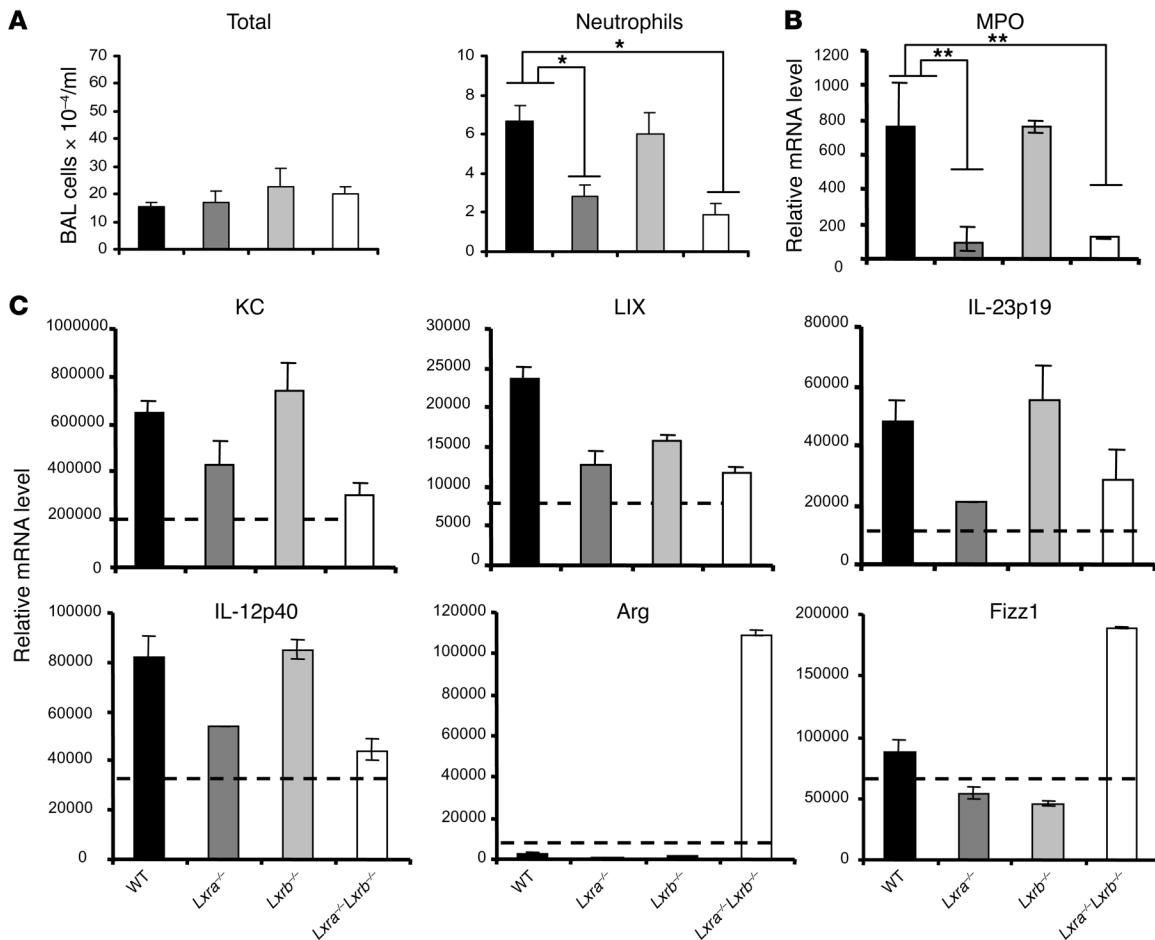 A
Total
BAL cells × 10⁻⁴/ml
70
60
50
40
30
20
10
0
Neutrophils
10
8
6
4
2
0
*
*
B
MPO
Relative mRNA level
1200
1000
800
600
400
200
0
**
**
C
Relative mRNA level
KC
1000000
800000
600000
400000
200000
0
LIX
30000
25000
20000
15000
10000
5000
0
IL-23p19
80000
60000
40000
20000
0
IL-12p40
100000
80000
60000
40000
20000
0
WT
Lxra⁻/⁻
Lxrb⁻/⁻
Lxra⁻/⁻Lxrb⁻/⁻
Arg
120000
100000
80000
60000
40000
20000
0
WT
Lxra⁻/⁻
Lxrb⁻/⁻
Lxra⁻/⁻Lxrb⁻/⁻
Fizz1
200000
150000
100000
50000
0
WT
Lxra⁻/⁻
Lxrb⁻/⁻
Lxra⁻/⁻Lxrb⁻/⁻